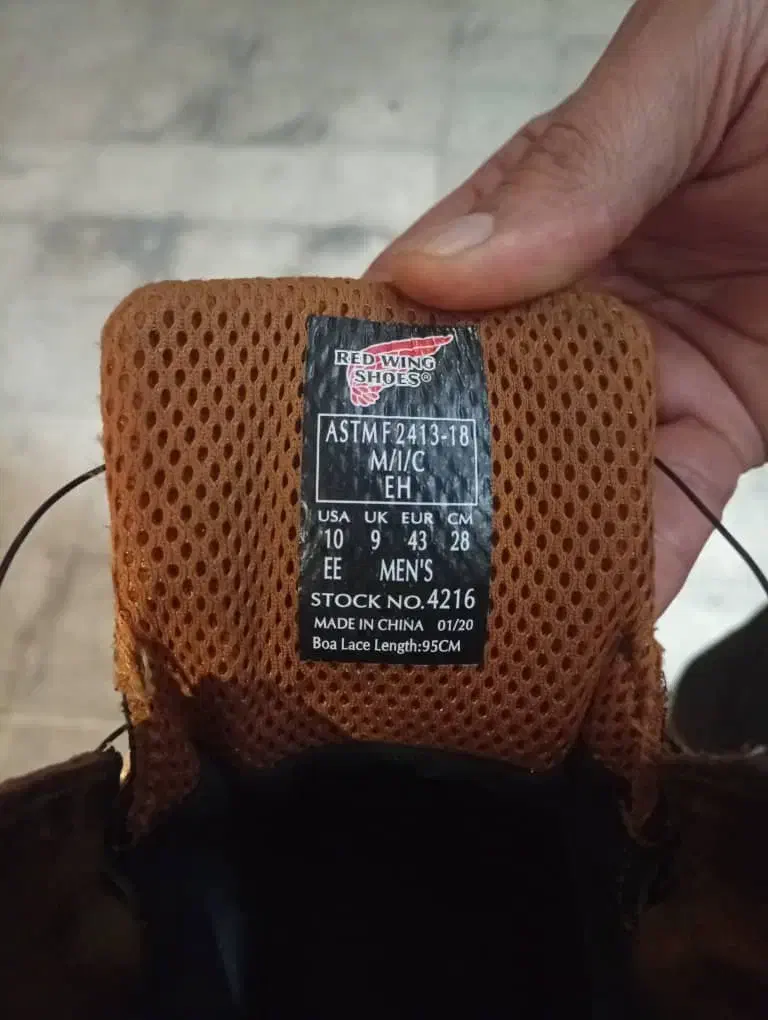 RED WING
SHOES®
ASTM F 2413-18
M/I/C
EH
USA UK EUR CM
10 9 43 28
EE MEN'S
STOCK NO. 4216
MADE IN CHINA 01/20
Boa Lace Length:95CM